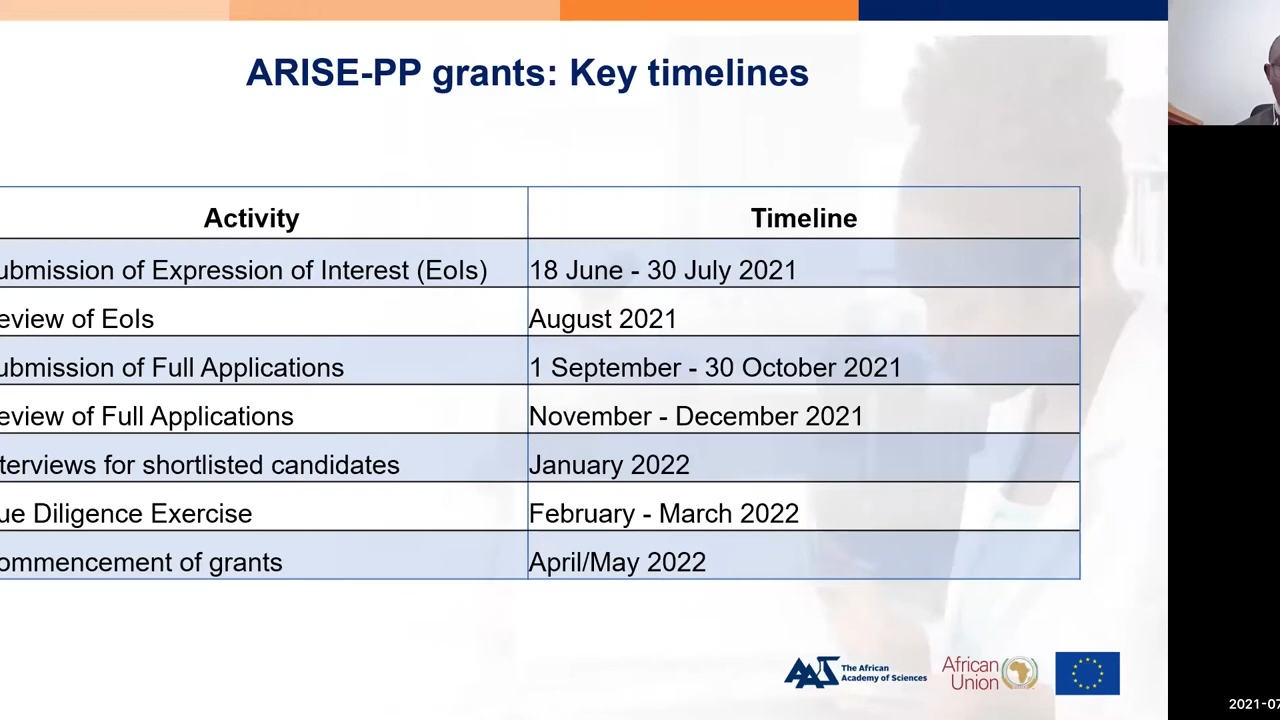 ARISE-PP grants: Key timelines
Activity Timeline
ubmission of Expression of Interest (EoIs) 18 June - 30 July 2021
eview of EoIs August 2021
ubmission of Full Applications 1 September - 30 October 2021
eview of Full Applications November - December 2021
terviews for shortlisted candidates January 2022
ue Diligence Exercise February - March 2022
ommencement of grants April/May 2022
AAS The African
Academy of Sciences
African
Union
2021-07